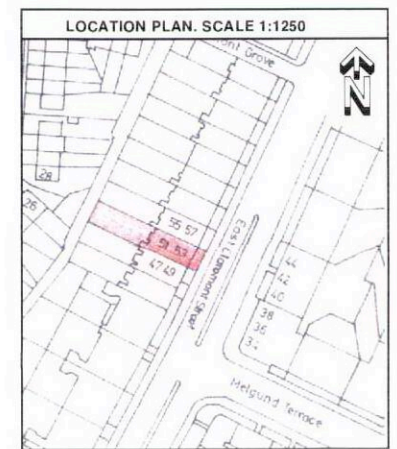 LOCATION PLAN. SCALE 1:1250
ont Grove
N
28
26
55 57
51 53
47 49
East Claremont Street
44
42
40
38
36
34
Melgund Terrace